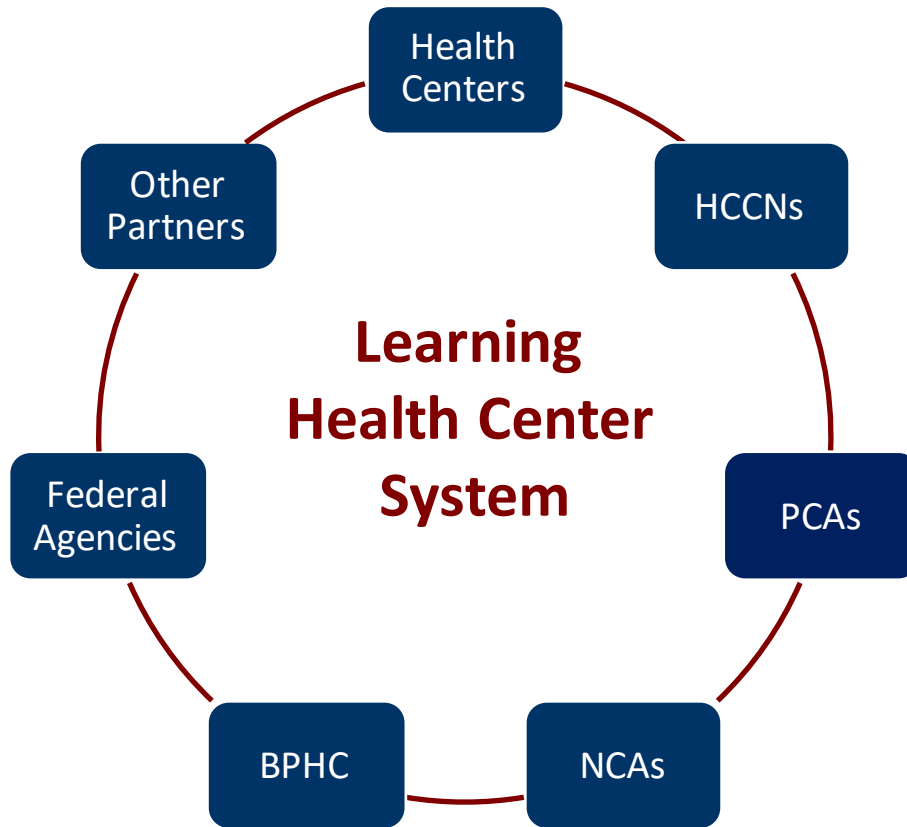 Health
Centers
HCCNs
PCAs
NCAs
BPHC
Federal
Agencies
Other
Partners
Learning
Health Center
System